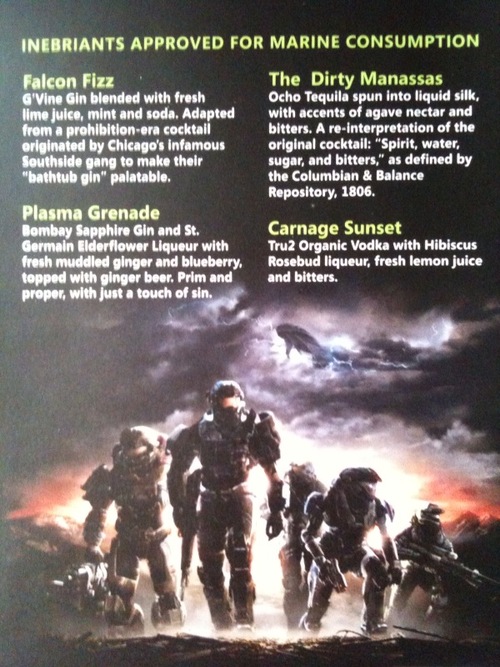 INEBRIANTS APPROVED FOR MARINE CONSUMPTION
Falcon Fizz
G'Vine Gin blended with fresh
lime juice, mint and soda. Adapted
from a prohibition-era cocktail
originated by Chicago's infamous
Southside gang to make their
"bathtub gin" palatable.
Plasma Grenade
Bombay Sapphire Gin and St.
Germain Elderflower Liqueur with
fresh muddled ginger and blueberry,
topped with ginger beer. Prim and
proper, with just a touch of sin.
The Dirty Manassas
Ocho Tequila spun into liquid silk,
with accents of agave nectar and
bitters. A re-interpretation of the
original cocktail: "Spirit, water,
sugar, and bitters," as defined by
the Columbian & Balance
Repository, 1806.
Carnage Sunset
Tru2 Organic Vodka with Hibiscus
Rosebud liqueur, fresh lemon juice
and bitters.